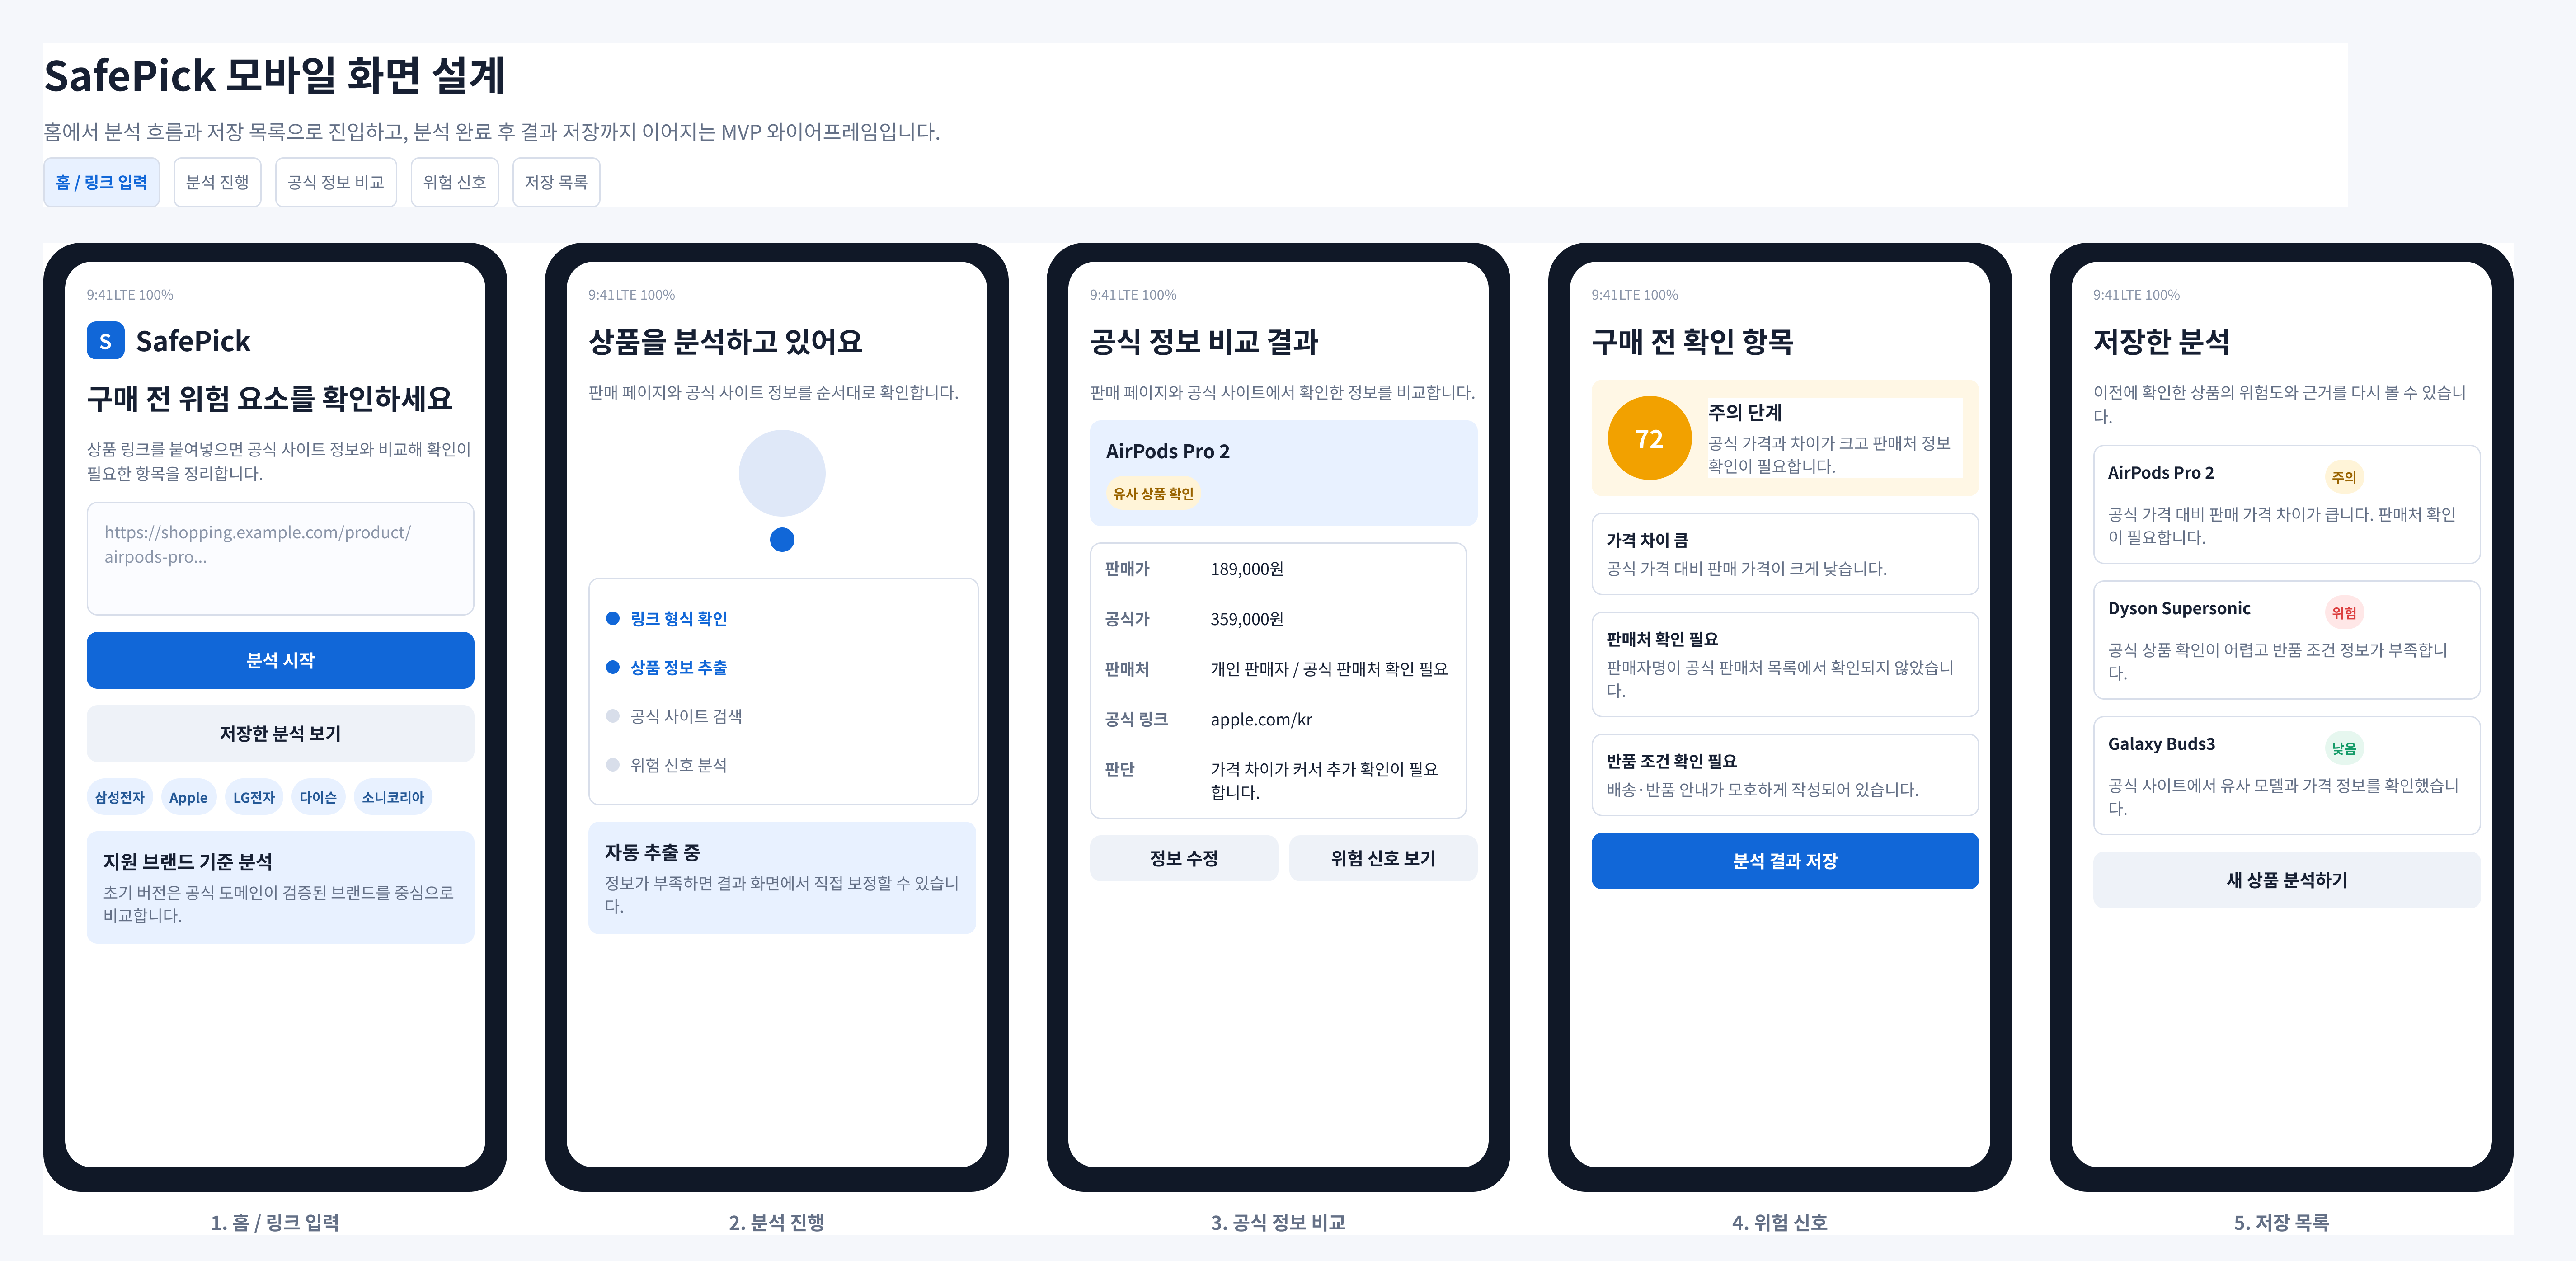 SafePick 모바일 화면 설계
홈에서 분석 흐름과 저장 목록으로 진입하고, 분석 완료 후 결과 저장까지 이어지는 MVP 와이어프레임입니다.
홈 / 링크 입력
분석 진행
공식 정보 비교
위험 신호
저장 목록
9:41LTE 100%
S
SafePick
구매 전 위험 요소를 확인하세요
상품 링크를 붙여넣으면 공식 사이트 정보와 비교해 확인이
필요한 항목을 정리합니다.
https://shopping.example.com/product/
airpods-pro...
분석 시작
저장한 분석 보기
삼성전자
Apple
LG전자
다이슨
소니코리아
지원 브랜드 기준 분석
초기 버전은 공식 도메인이 검증된 브랜드를 중심으로
비교합니다.
1. 홈 / 링크 입력
9:41LTE 100%
상품을 분석하고 있어요
판매 페이지와 공식 사이트 정보를 순서대로 확인합니다.
링크 형식 확인
상품 정보 추출
공식 사이트 검색
위험 신호 분석
자동 추출 중
정보가 부족하면 결과 화면에서 직접 보정할 수 있습니
다.
2. 분석 진행
9:41LTE 100%
공식 정보 비교 결과
판매 페이지와 공식 사이트에서 확인한 정보를 비교합니다.
AirPods Pro 2
유사 상품 확인
판매가 189,000원
공식가 359,000원
판매처 개인 판매자 / 공식 판매처 확인 필요
공식 링크 apple.com/kr
판단 가격 차이가 커서 추가 확인이 필요
합니다.
정보 수정
위험 신호 보기
3. 공식 정보 비교
9:41LTE 100%
구매 전 확인 항목
72
주의 단계
공식 가격과 차이가 크고 판매처 정보
확인이 필요합니다.
가격 차이 큼
공식 가격 대비 판매 가격이 크게 낮습니다.
판매처 확인 필요
판매자명이 공식 판매처 목록에서 확인되지 않았습니
다.
반품 조건 확인 필요
배송·반품 안내가 모호하게 작성되어 있습니다.
분석 결과 저장
4. 위험 신호
9:41LTE 100%
저장한 분석
이전에 확인한 상품의 위험도와 근거를 다시 볼 수 있습니
다.
AirPods Pro 2
주의
공식 가격 대비 판매 가격 차이가 큽니다. 판매처 확인
이 필요합니다.
Dyson Supersonic
위험
공식 상품 확인이 어렵고 반품 조건 정보가 부족합니
다.
Galaxy Buds3
낮음
공식 사이트에서 유사 모델과 가격 정보를 확인했습니
다.
새 상품 분석하기
5. 저장 목록